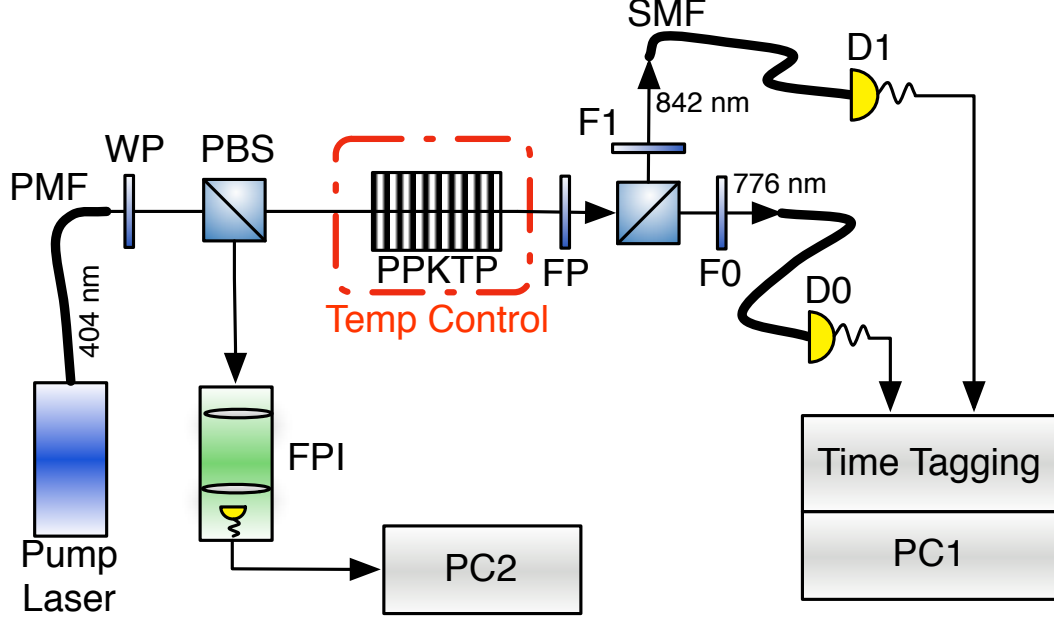 SMF
D1
842 nm
F1
WP
PBS
PMF
776 nm
PPKTP
FP
F0
D0
404 nm
Temp Control
FPI
Time Tagging
Pump
Laser
PC2
PC1